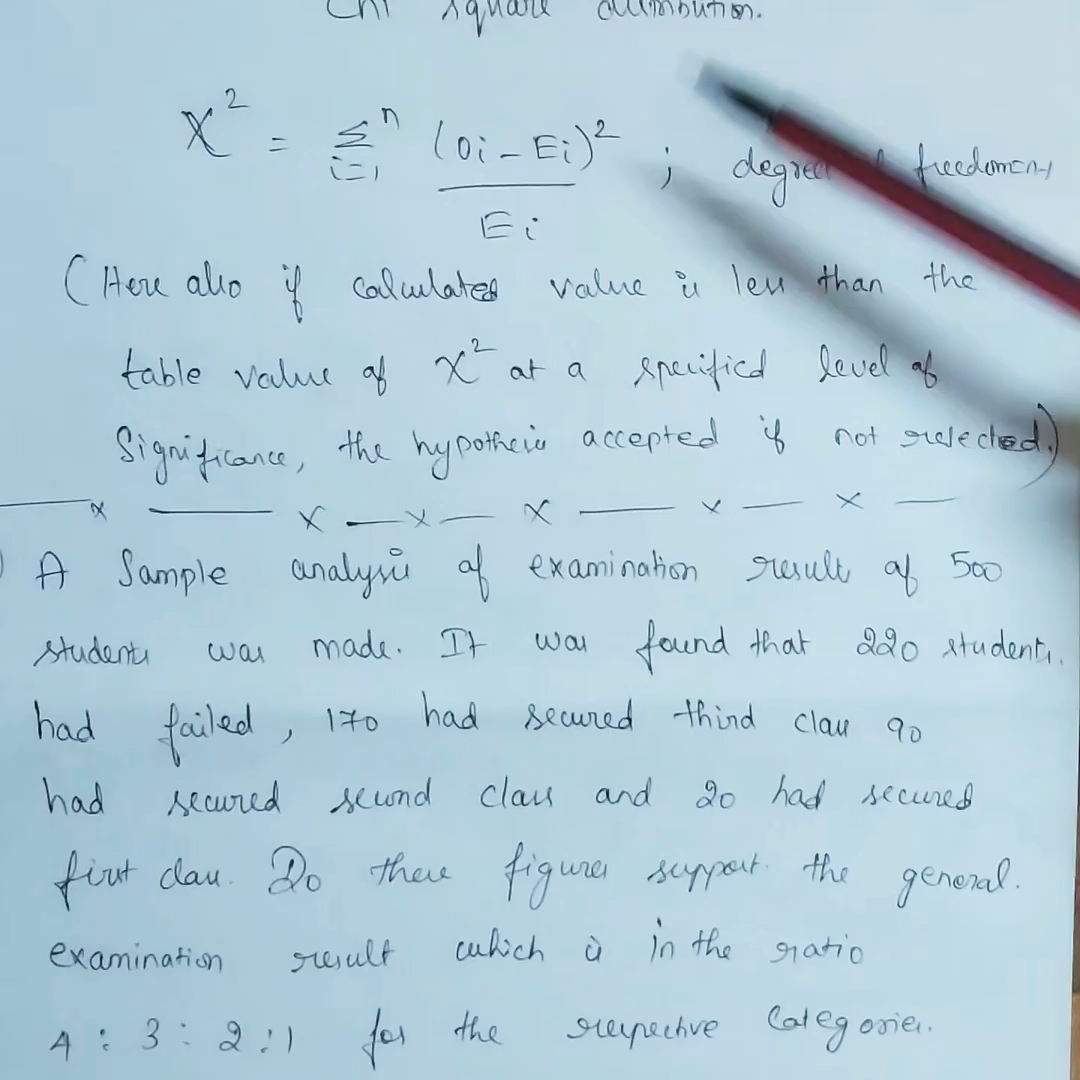 Chi square distribution.
χ² = Σⁿᵢ₌₁ (Oi - Ei)² / Ei ; degree freedom
(Here also if calculated value is less than the
table value of χ² at a specified level of
Significance, the hypothesis accepted if not rejected.)
A Sample analysis of examination result of 500
students was made. It was found that 220 students.
had failed, 170 had secured third class 90
had secured second class and 20 had secured
first class. Do these figures support the general.
examination result which is in the ratio
4 : 3 : 2 : 1 for the respective Categories.